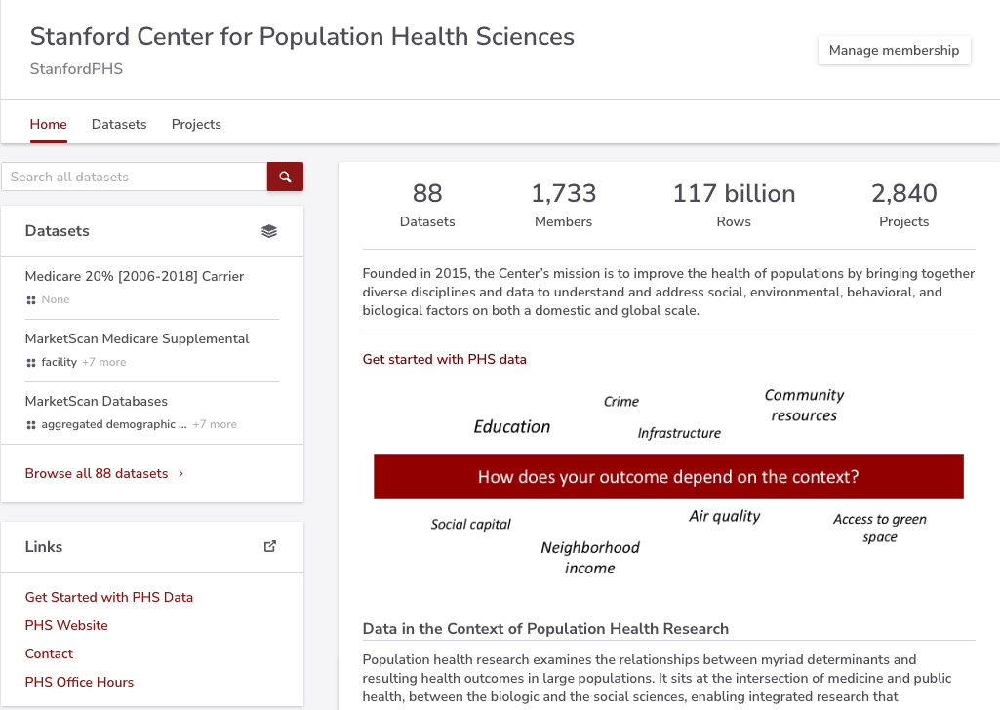 Stanford Center for Population Health Sciences
StanfordPHS
Manage membership
Home
Datasets
Projects
Search all datasets
Datasets
Medicare 20% [2006-2018] Carrier
None
MarketScan Medicare Supplemental
facility +7 more
MarketScan Databases
aggregated demographic ... +7 more
Browse all 88 datasets
Links
Get Started with PHS Data
PHS Website
Contact
PHS Office Hours
88
Datasets
1,733
Members
117 billion
Rows
2,840
Projects
Founded in 2015, the Center’s mission is to improve the health of populations by bringing together
diverse disciplines and data to understand and address social, environmental, behavioral, and
biological factors on both a domestic and global scale.
Get started with PHS data
Crime
Community
resources
Education
Infrastructure
How does your outcome depend on the context?
Social capital
Air quality
Access to green
space
Neighborhood
income
Data in the Context of Population Health Research
Population health research examines the relationships between myriad determinants and
resulting health outcomes in large populations. It sits at the intersection of medicine and public
health, between the biologic and the social sciences, enabling integrated research that